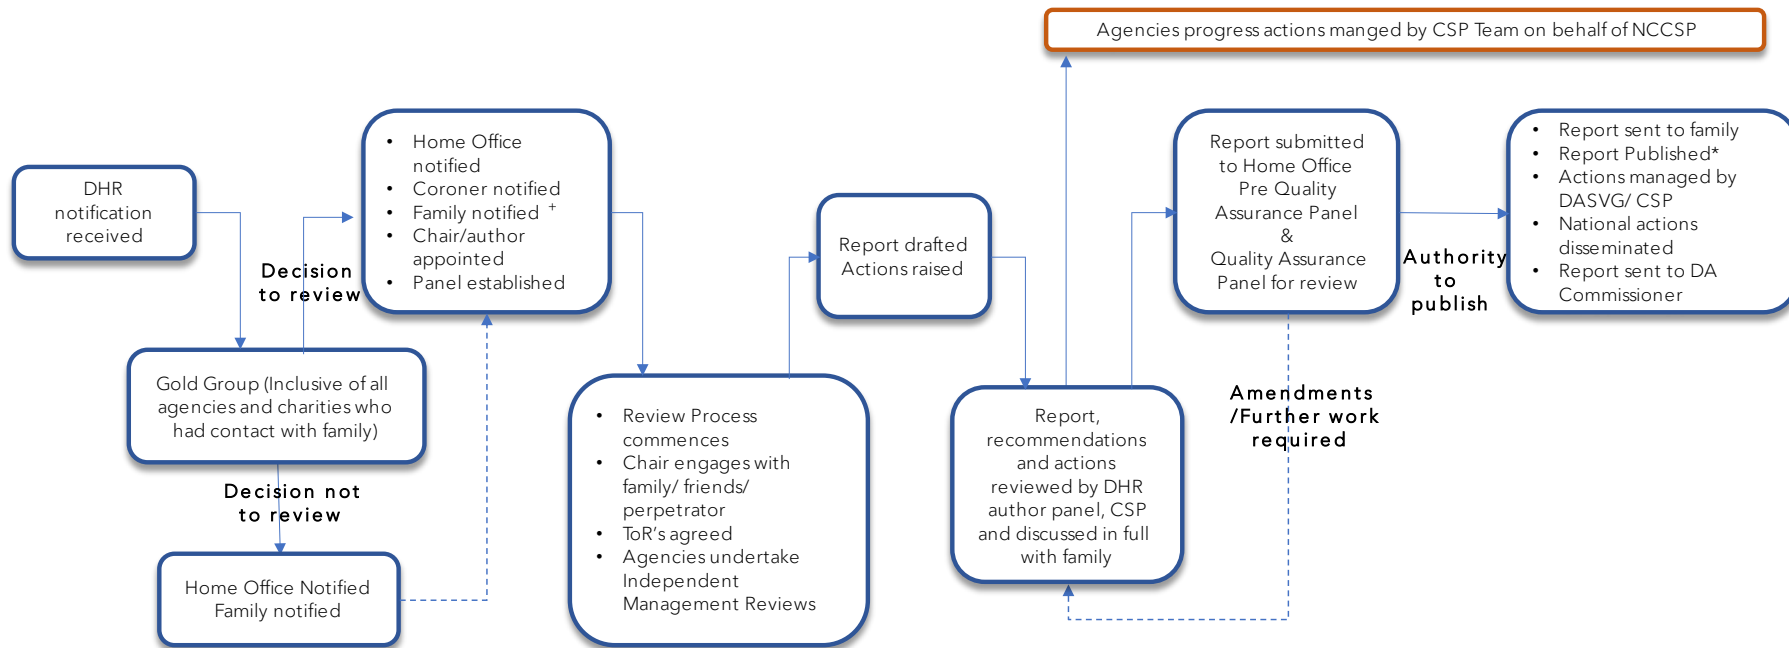 Agencies progress actions manged by CSP Team on behalf of NCCSP
DHR
notification
received
Decision
to review
• Home Office
notified
• Coroner notified
• Family notified +
• Chair/author
appointed
• Panel established
Gold Group (Inclusive of all
agencies and charities who
had contact with family)
Decision not
to review
Home Office Notified
Family notified
• Review Process
commences
• Chair engages with
family/ friends/
perpetrator
• ToR's agreed
• Agencies undertake
Independent
Management Reviews
Report drafted
Actions raised
Report,
recommendations
and actions
reviewed by DHR
author panel, CSP
and discussed in full
with family
Report submitted
to Home Office
Pre Quality
Assurance Panel
&
Quality Assurance
Panel for review
Amendments
/Further work
required
Authority
to
publish
• Report sent to family
• Report Published*
• Actions managed by
DASVG/ CSP
• National actions
disseminated
• Report sent to DA
Commissioner